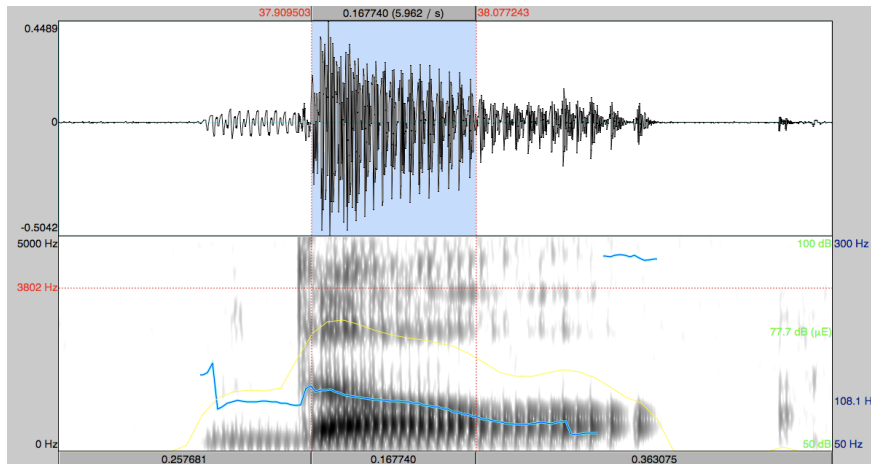 37.909503 0.167740 (5.962 / s) 38.077243
0.4489
0
-0.5042
5000 Hz 100 dB 300 Hz
3802 Hz
77.7 dB (µE)
108.1 H
0 Hz 50 dB 50 Hz
0.257681 0.167740 0.363075